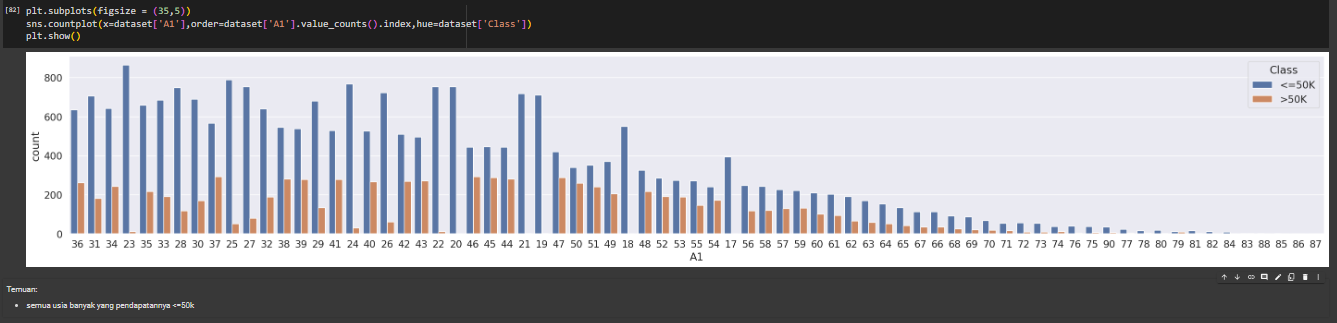 [82] plt.subplots(figsize = (35,5))
sns.countplot(x=dataset['A1'],order=dataset['A1'].value_counts().index,hue=dataset['Class'])
plt.show()
Class
<=50K
>50K
800
600
400
200
0
count
36 31 34 23 35 33 28 30 37 25 27 32 38 39 29 41 24 40 26 42 43 22 20 46 45 44 21 19 47 50 51 49 18 48 52 53 55 54 17 56 58 57 59 60 61 62 63 64 65 67 66 68 69 70 71 72 73 74 76 75 90 77 78 80 79 81 82 84 83 88 85 86 87
A1
Temuan:
• semua usia banyak yang pendapatannya <=50k